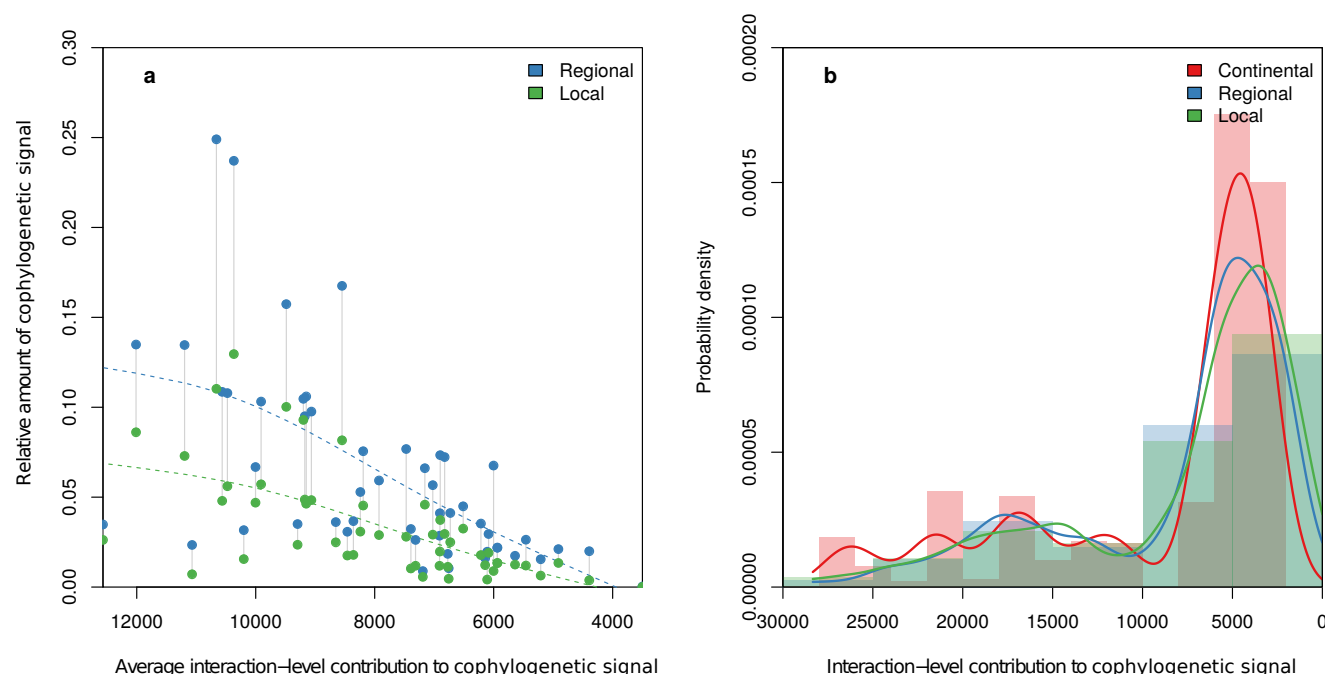 a
Regional
Local
Relative amount of cophylogenetic signal
0.30
0.25
0.20
0.15
0.10
0.05
0.00
12000 10000 8000 6000 4000
Average interaction−level contribution to cophylogenetic signal
b
Continental
Regional
Local
Probability density
0.00020
0.00015
0.00010
0.00005
0.00000
30000 25000 20000 15000 10000 5000 0
Interaction−level contribution to cophylogenetic signal